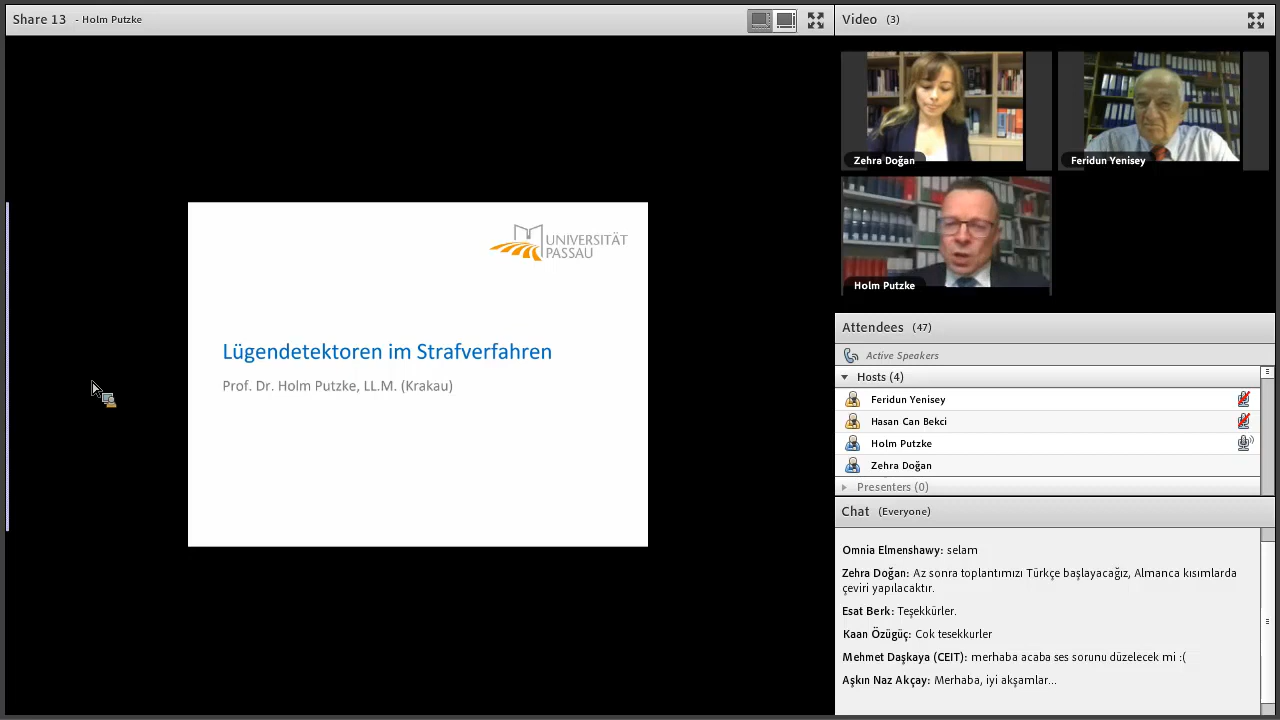 Share 13 - Holm Putzke
Video (3)
Zehra Doğan
Feridun Yenisey
Holm Putzke
UNIVERSITÄT
PASSAU
Lügendetektoren im Strafverfahren
Prof. Dr. Holm Putzke, LL.M. (Krakau)
Attendees (47)
Active Speakers
Hosts (4)
Feridun Yenisey
Hasan Can Bekci
Holm Putzke
Zehra Doğan
Presenters (0)
Chat (Everyone)
Omnia Elmenshawy: selam
Zehra Doğan: Az sonra toplantımızı Türkçe başlayacağız, Almanca kısımlarda
çeviri yapılacaktır.
Esat Berk: Teşekkürler.
Kaan Özügüç: Cok tesekkurler
Mehmet Daşkaya (CEIT): merhaba acaba ses sorunu düzelecek mi :(
Aşkın Naz Akçay: Merhaba, iyi akşamlar...